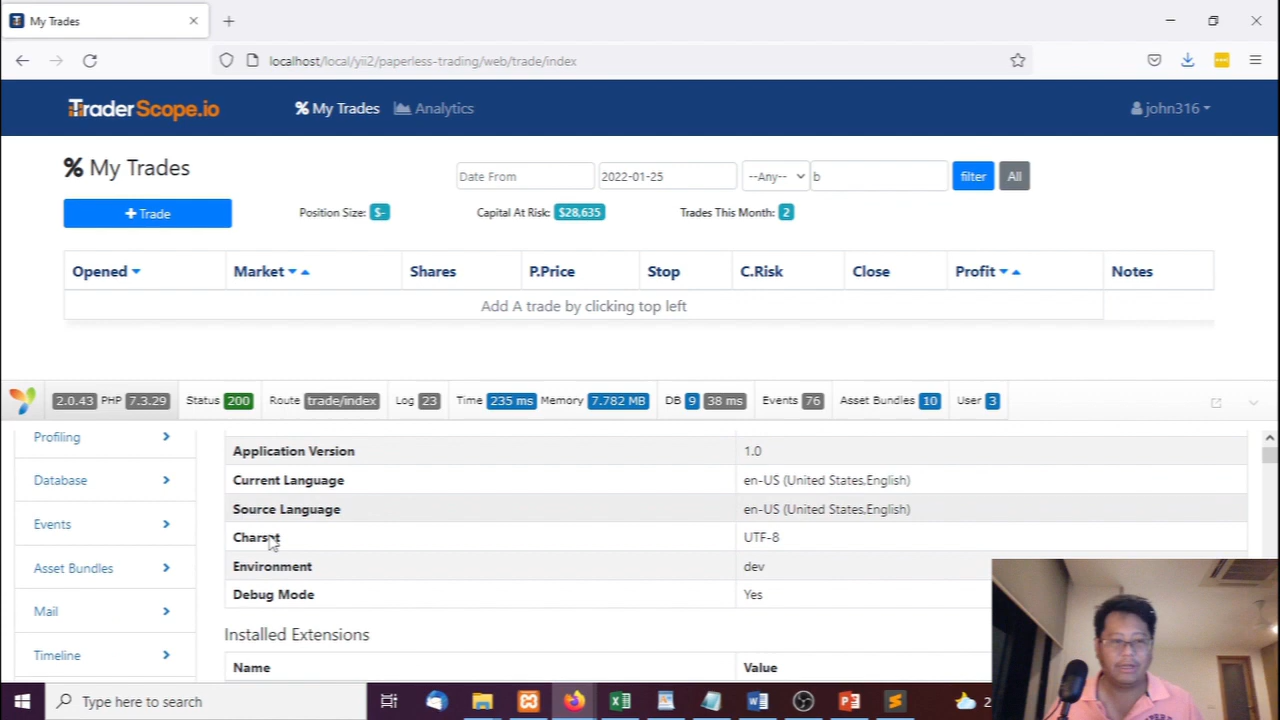 My Trades
localhost/local/yii2/paperless-trading/web/trade/index
TraderScope.io My Trades Analytics john316
% My Trades Date From 2022-01-25 --Any-- b filter All
+ Trade Position Size: $- Capital At Risk: $28,635 Trades This Month: 2
Opened Market Shares P.Price Stop C.Risk Close Profit Notes
Add A trade by clicking top left
2.0.43 PHP 7.3.29 Status 200 Route trade/index Log 23 Time 235 ms Memory 7.782 MB DB 9 38 ms Events 76 Asset Bundles 10 User 3
Profiling
Database
Events
Asset Bundles
Mail
Timeline
Application Version 1.0
Current Language en-US (United States,English)
Source Language en-US (United States,English)
Charset UTF-8
Environment dev
Debug Mode Yes
Installed Extensions
Name Value
Type here to search 2